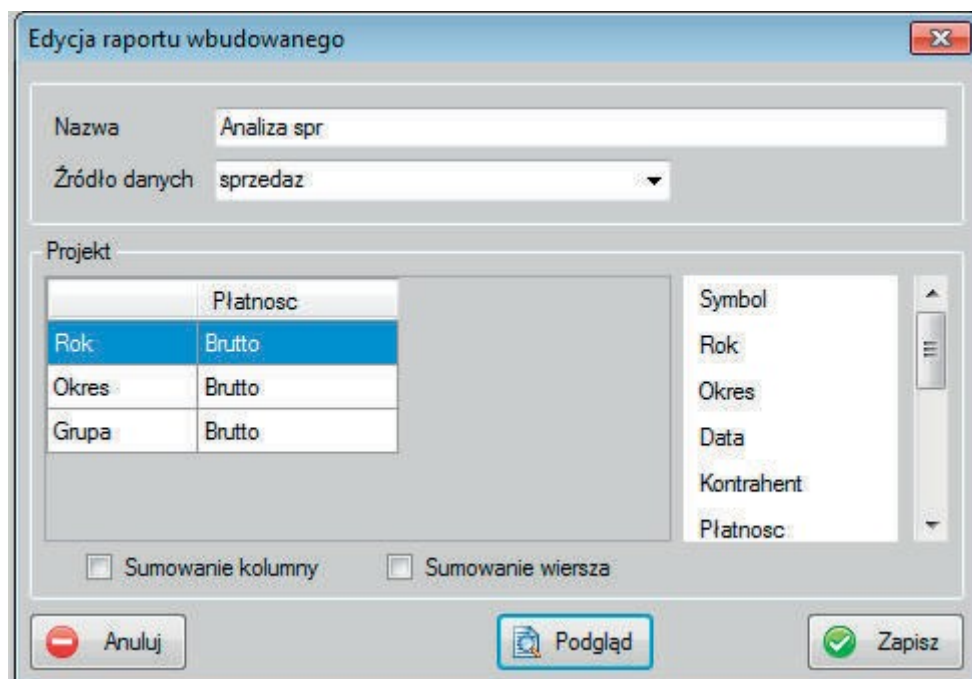 Edycja raportu wbudowanego
Nazwa Analiza spr
Źródło danych sprzedaz
Projekt
Płatnosc
Rok Brutto
Okres Brutto
Grupa Brutto
Symbol
Rok
Okres
Data
Kontrahent
Płatnosc
Sumowanie kolumny Sumowanie wiersza
Anuluj Podgląd Zapisz